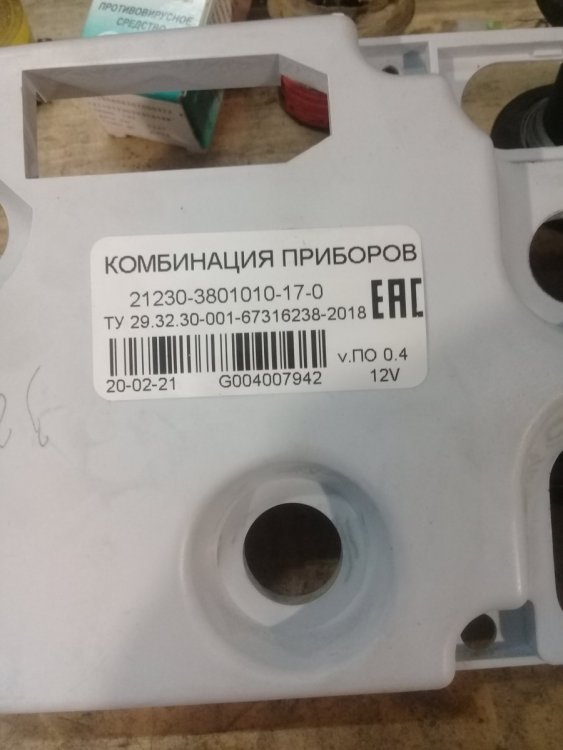 ПРОТИВОВИРУСНОЕ
СРЕДСТВО
КОМБИНАЦИЯ ПРИБОРОВ
21230-3801010-17-0
ТУ 29.32.30-001-67316238-2018
EAC
v.ПО 0.4
20-02-21 G004007942 12V